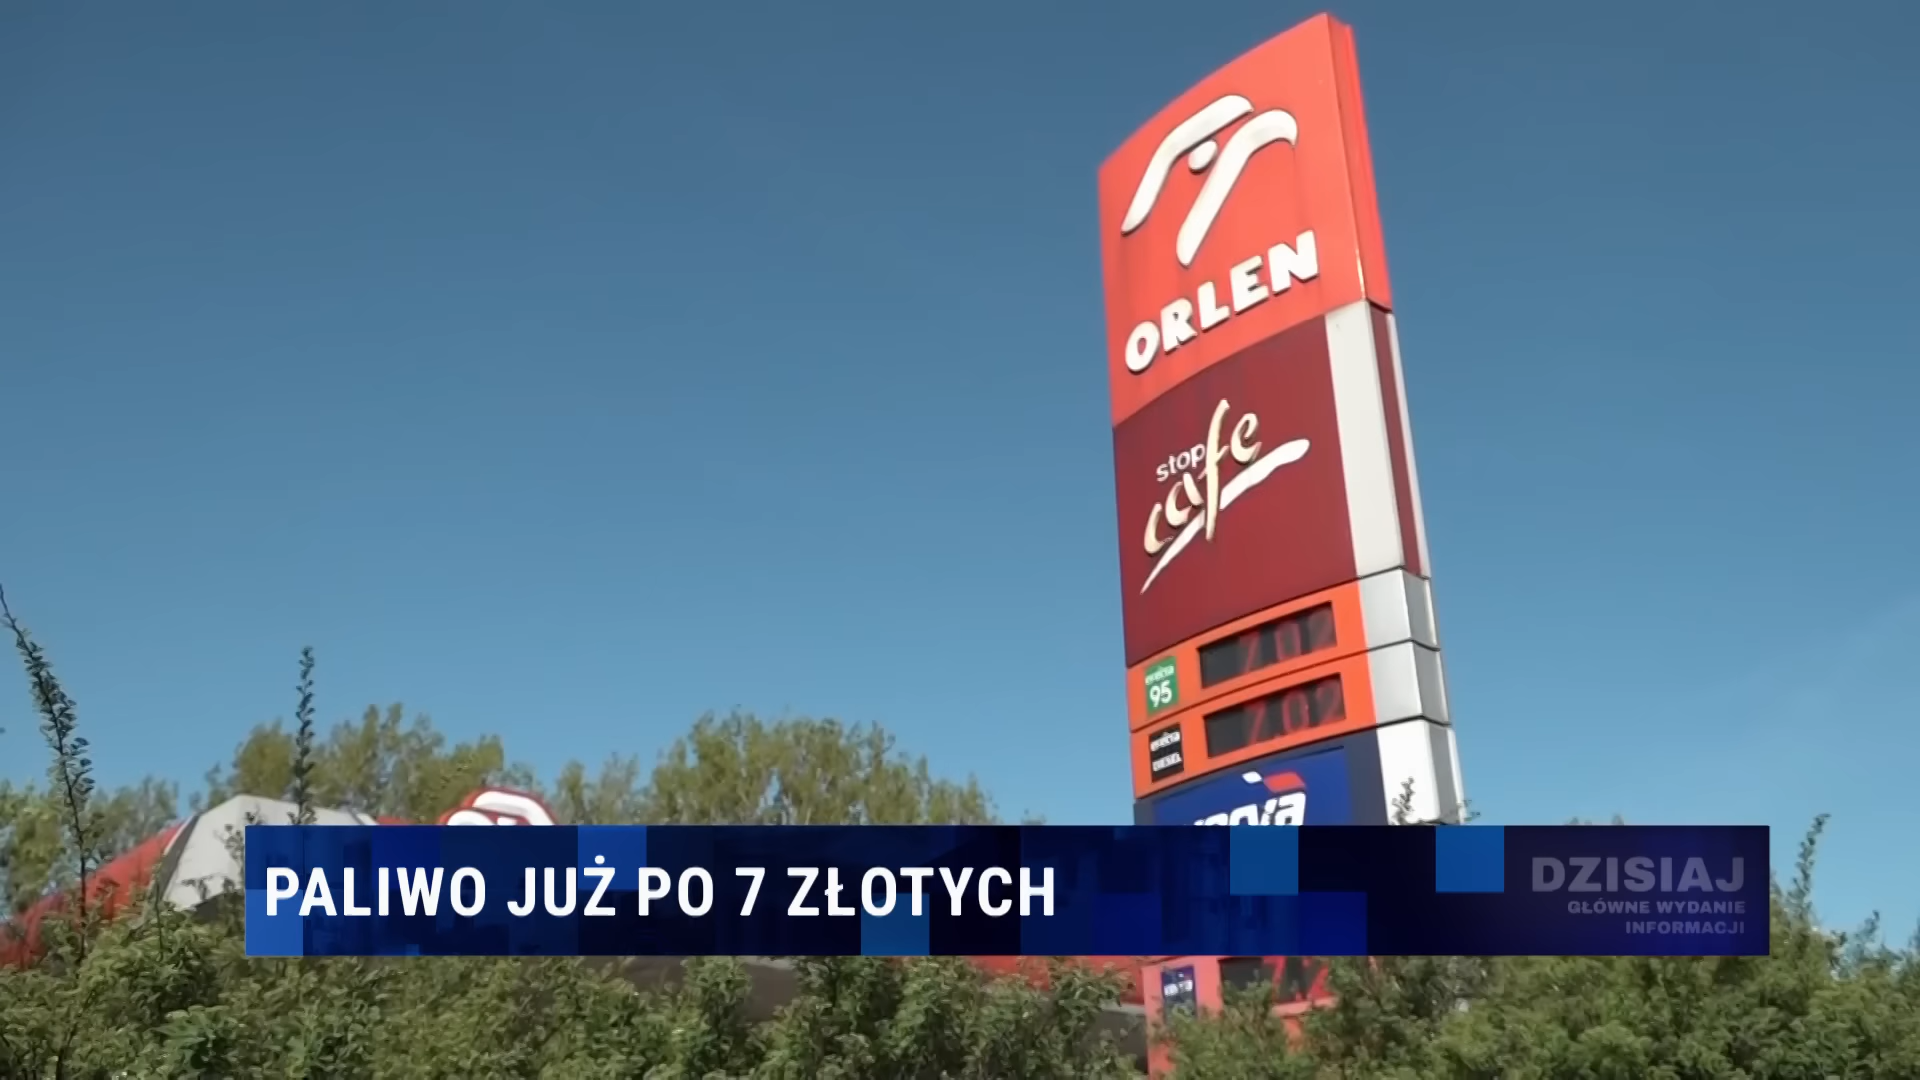 ORLEN
stop
cafe
95
7.02
7.02
PALIWO JUŻ PO 7 ZŁOTYCH
DZISIAJ
GŁÓWNE WYDANIE
INFORMACJI